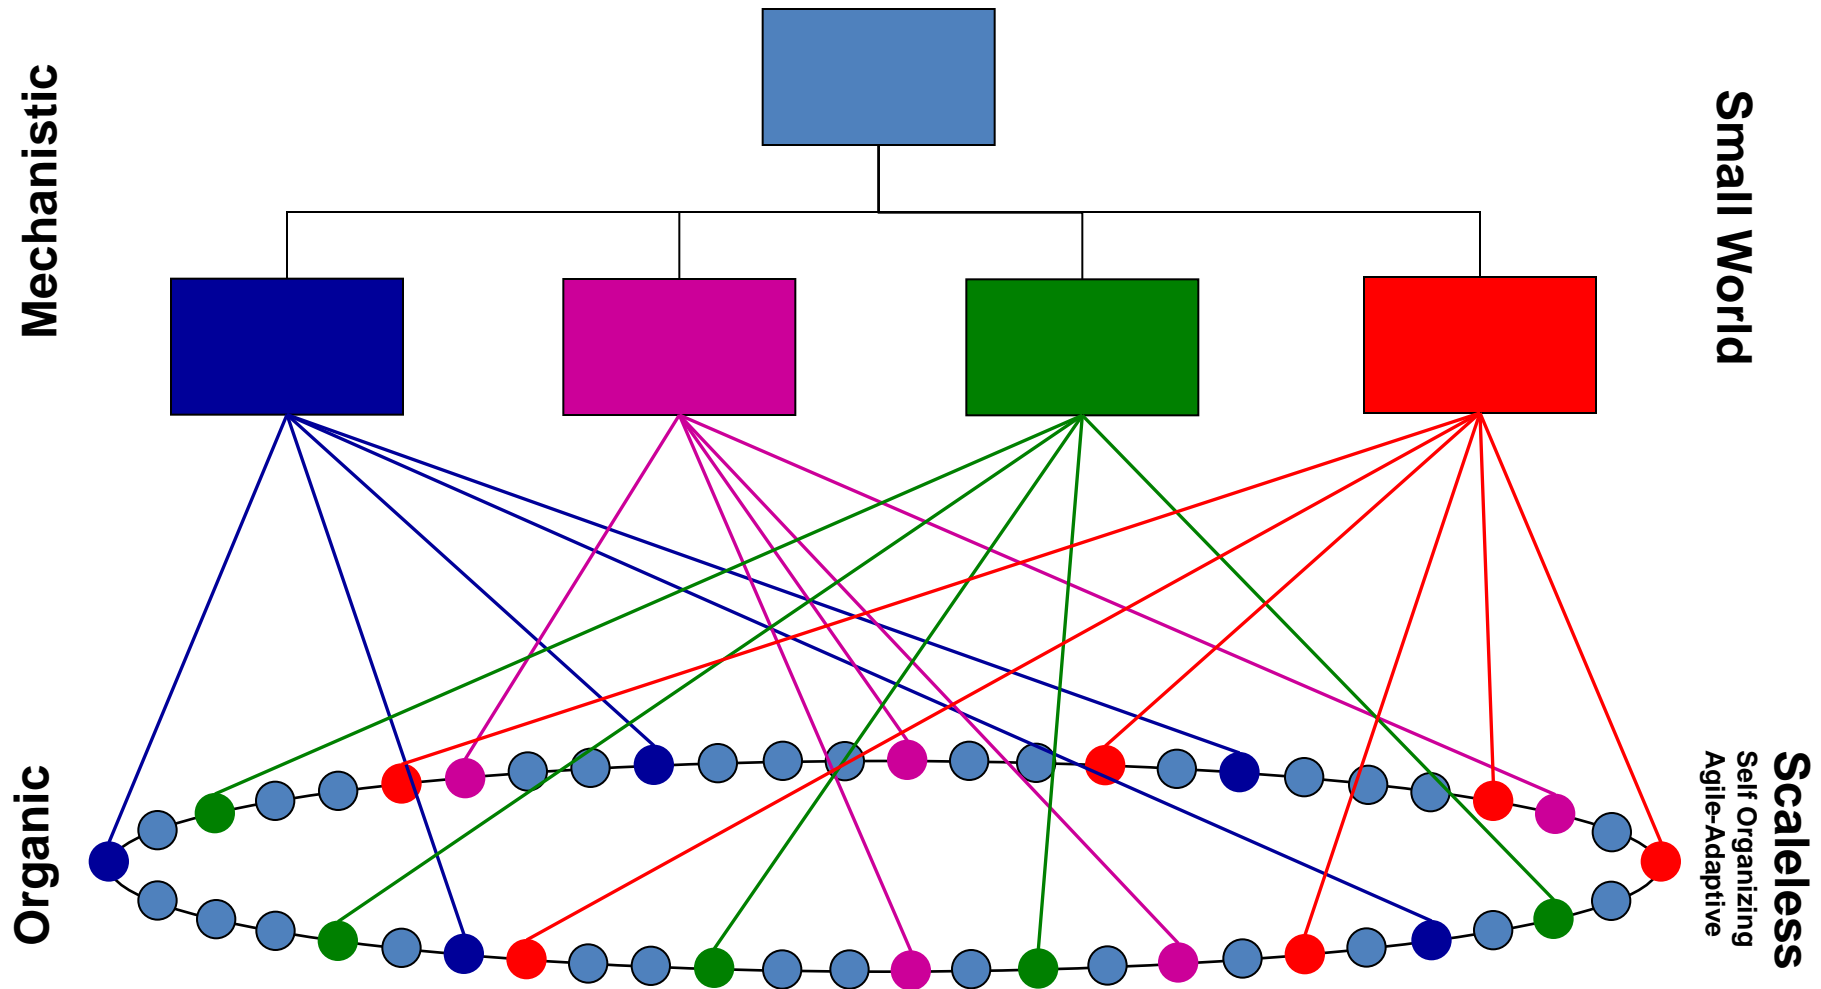 Mechanistic
Small World
Organic
Scaleless
Self Organizing
Agile-Adaptive